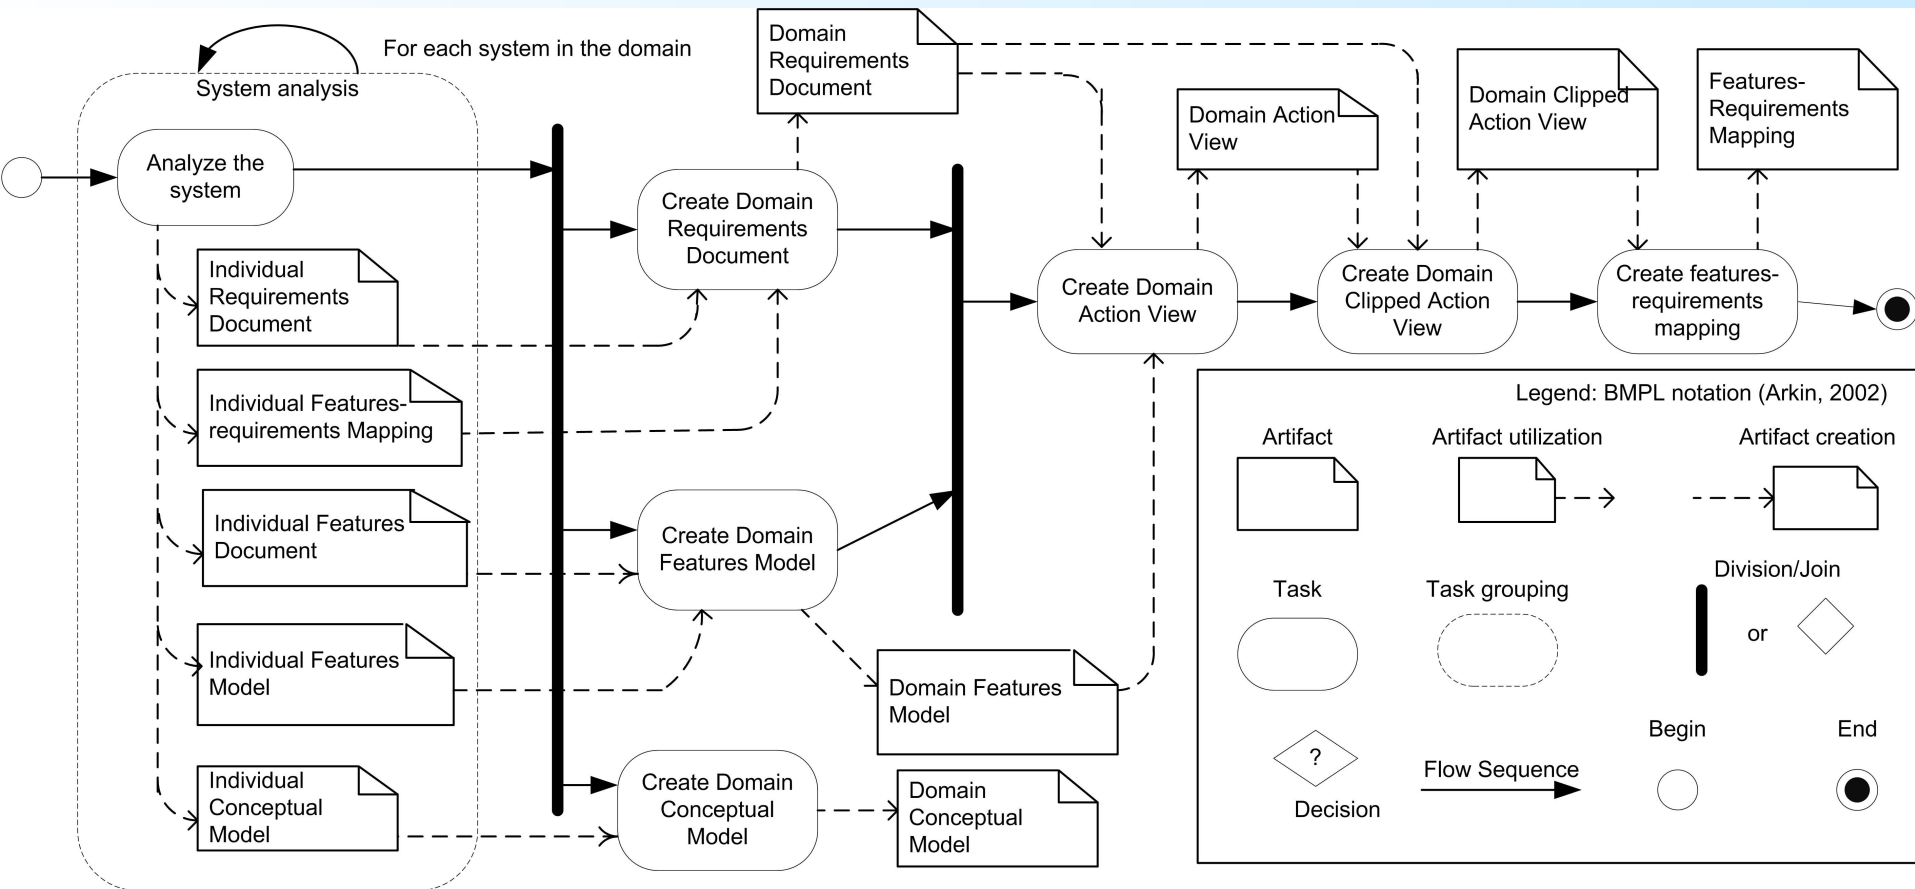 For each system in the domain
System analysis
Analyze the
system
Individual
Requirements
Document
Individual Features-
requirements Mapping
Individual Features
Document
Individual Features
Model
Individual
Conceptual
Model
Create Domain
Requirements
Document
Create Domain
Features Model
Create Domain
Conceptual
Model
Domain
Requirements
Document
Domain Features
Model
Domain
Conceptual
Model
Create Domain
Action View
Domain Action
View
Create Domain
Clipped Action
View
Domain Clipped
Action View
Create features-
requirements
mapping
Features-
Requirements
Mapping
Legend: BMPL notation (Arkin, 2002)
Artifact
Artifact utilization
Artifact creation
Task
Task grouping
Division/Join
or
?
Decision
Flow Sequence
Begin
End